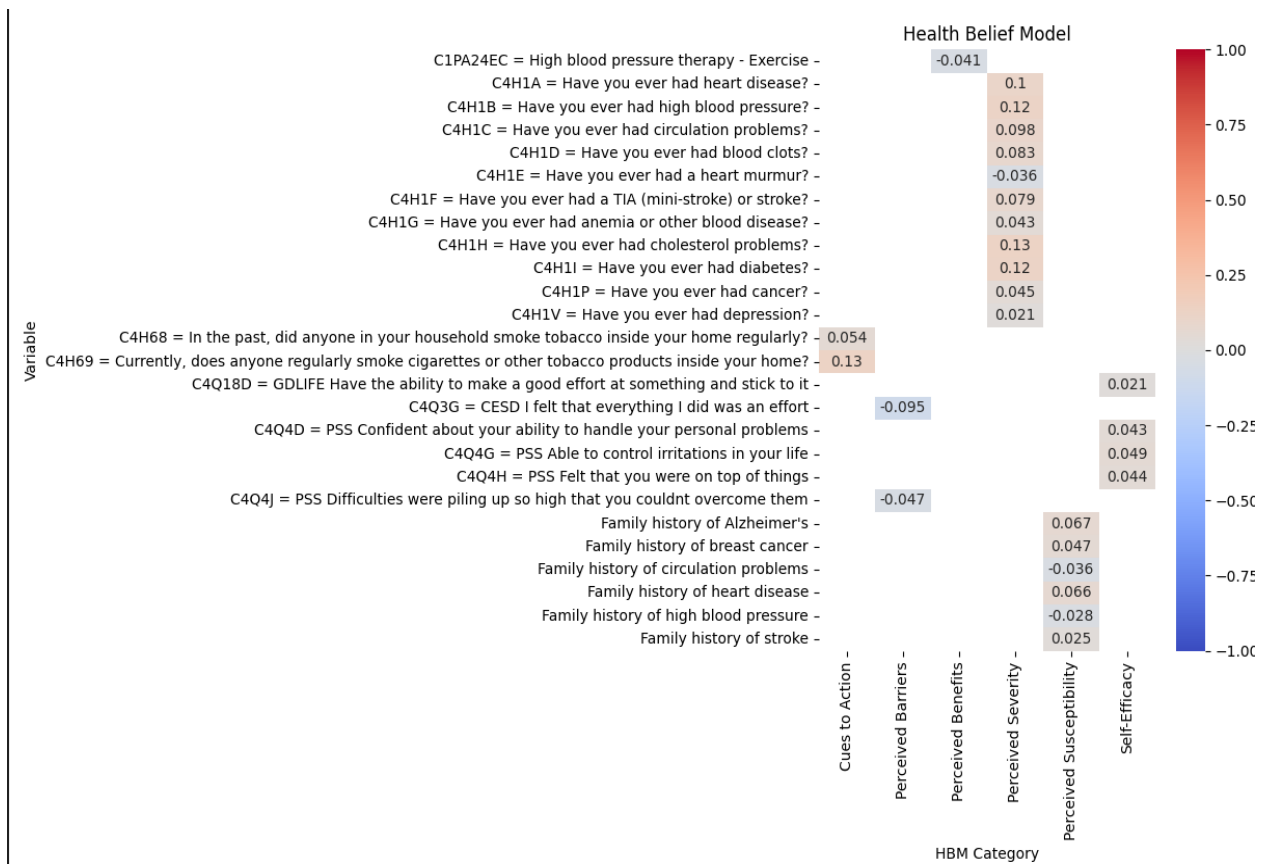 Health Belief Model
C1PA24EC = High blood pressure therapy - Exercise
-0.041
C4H1A = Have you ever had heart disease?
0.1
C4H1B = Have you ever had high blood pressure?
0.12
C4H1C = Have you ever had circulation problems?
0.098
C4H1D = Have you ever had blood clots?
0.083
C4H1E = Have you ever had a heart murmur?
-0.036
C4H1F = Have you ever had a TIA (mini-stroke) or stroke?
0.079
C4H1G = Have you ever had anemia or other blood disease?
0.043
C4H1H = Have you ever had cholesterol problems?
0.13
C4H1I = Have you ever had diabetes?
0.12
C4H1P = Have you ever had cancer?
0.045
C4H1V = Have you ever had depression?
0.021
C4H68 = In the past, did anyone in your household smoke tobacco inside your home regularly?
0.054
C4H69 = Currently, does anyone regularly smoke cigarettes or other tobacco products inside your home?
0.13
C4Q18D = GDLIFE Have the ability to make a good effort at something and stick to it
0.021
C4Q3G = CESD I felt that everything I did was an effort
-0.095
C4Q4D = PSS Confident about your ability to handle your personal problems
0.043
C4Q4G = PSS Able to control irritations in your life
0.049
C4Q4H = PSS Felt that you were on top of things
0.044
C4Q4J = PSS Difficulties were piling up so high that you couldnt overcome them
-0.047
Family history of Alzheimer's
0.067
Family history of breast cancer
0.047
Family history of circulation problems
-0.036
Family history of heart disease
0.066
Family history of high blood pressure
-0.028
Family history of stroke
0.025
Variable
Cues to Action
Perceived Barriers
Perceived Benefits
Perceived Severity
Perceived Susceptibility
Self-Efficacy
HBM Category
1.00
0.75
0.50
0.25
0.00
−0.25
−0.50
−0.75
−1.00